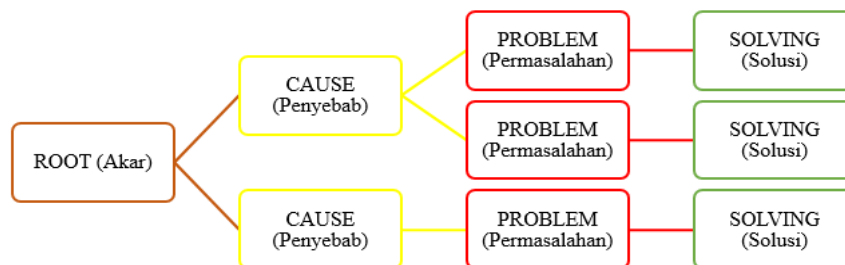 PROBLEM
(Permasalahan)
SOLVING
(Solusi)
CAUSE
(Penyebab)
PROBLEM
(Permasalahan)
SOLVING
(Solusi)
ROOT (Akar)
CAUSE
(Penyebab)
PROBLEM
(Permasalahan)
SOLVING
(Solusi)